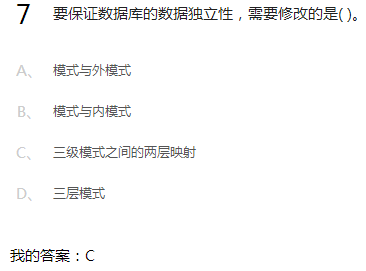 7 要保证数据库的数据独立性，需要修改的是( )。
A、 模式与外模式
B、 模式与内模式
C、 三级模式之间的两层映射
D、 三层模式
我的答案：C